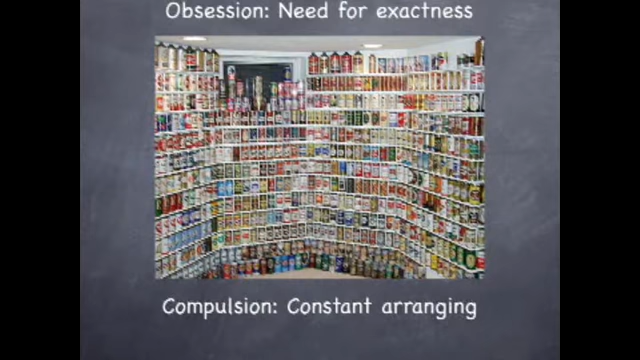 Obsession: Need for exactness
Compulsion: Constant arranging